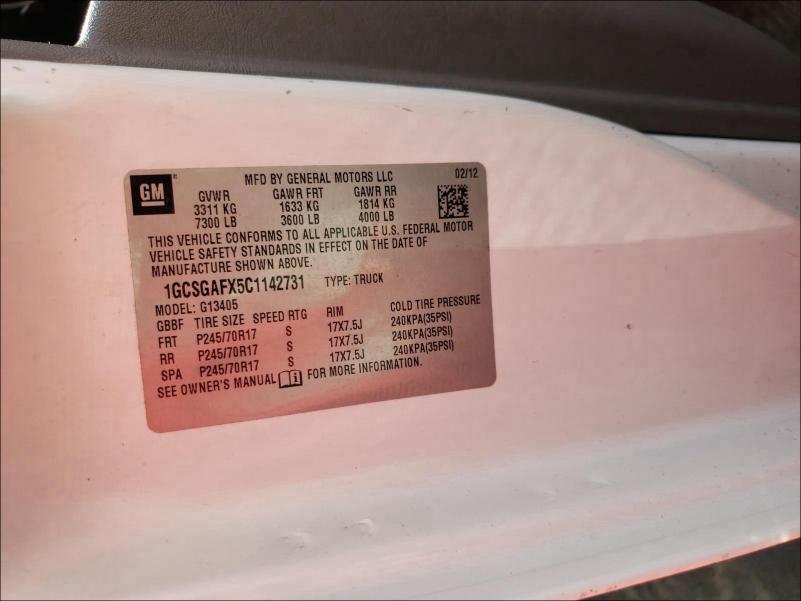 GM
MFD BY GENERAL MOTORS LLC 02/12
GVWR GAWR FRT GAWR RR
3311 KG 1633 KG 1814 KG
7300 LB 3600 LB 4000 LB
THIS VEHICLE CONFORMS TO ALL APPLICABLE U.S. FEDERAL MOTOR
VEHICLE SAFETY STANDARDS IN EFFECT ON THE DATE OF
MANUFACTURE SHOWN ABOVE.
1GCSGAFX5C1142731 TYPE: TRUCK
MODEL: G13405
GBBF TIRE SIZE SPEED RTG RIM COLD TIRE PRESSURE
FRT P245/70R17 S 17X7.5J 240KPA(35PSI)
RR P245/70R17 S 17X7.5J 240KPA(35PSI)
SPA P245/70R17 S 17X7.5J 240KPA(35PSI)
SEE OWNER'S MANUAL FOR MORE INFORMATION.